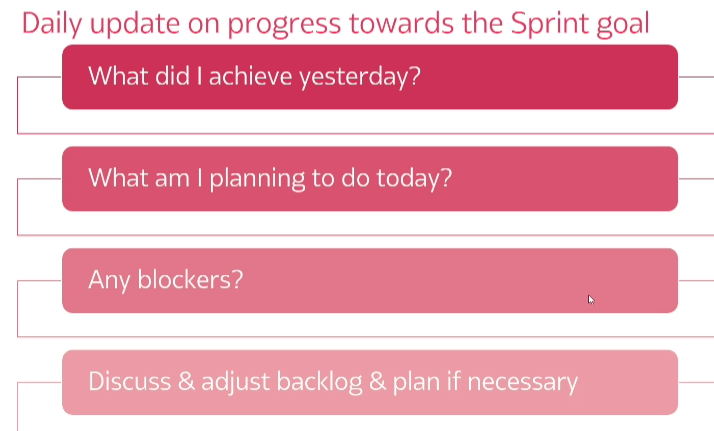 Daily update on progress towards the Sprint goal
What did I achieve yesterday?
What am I planning to do today?
Any blockers?
Discuss & adjust backlog & plan if necessary